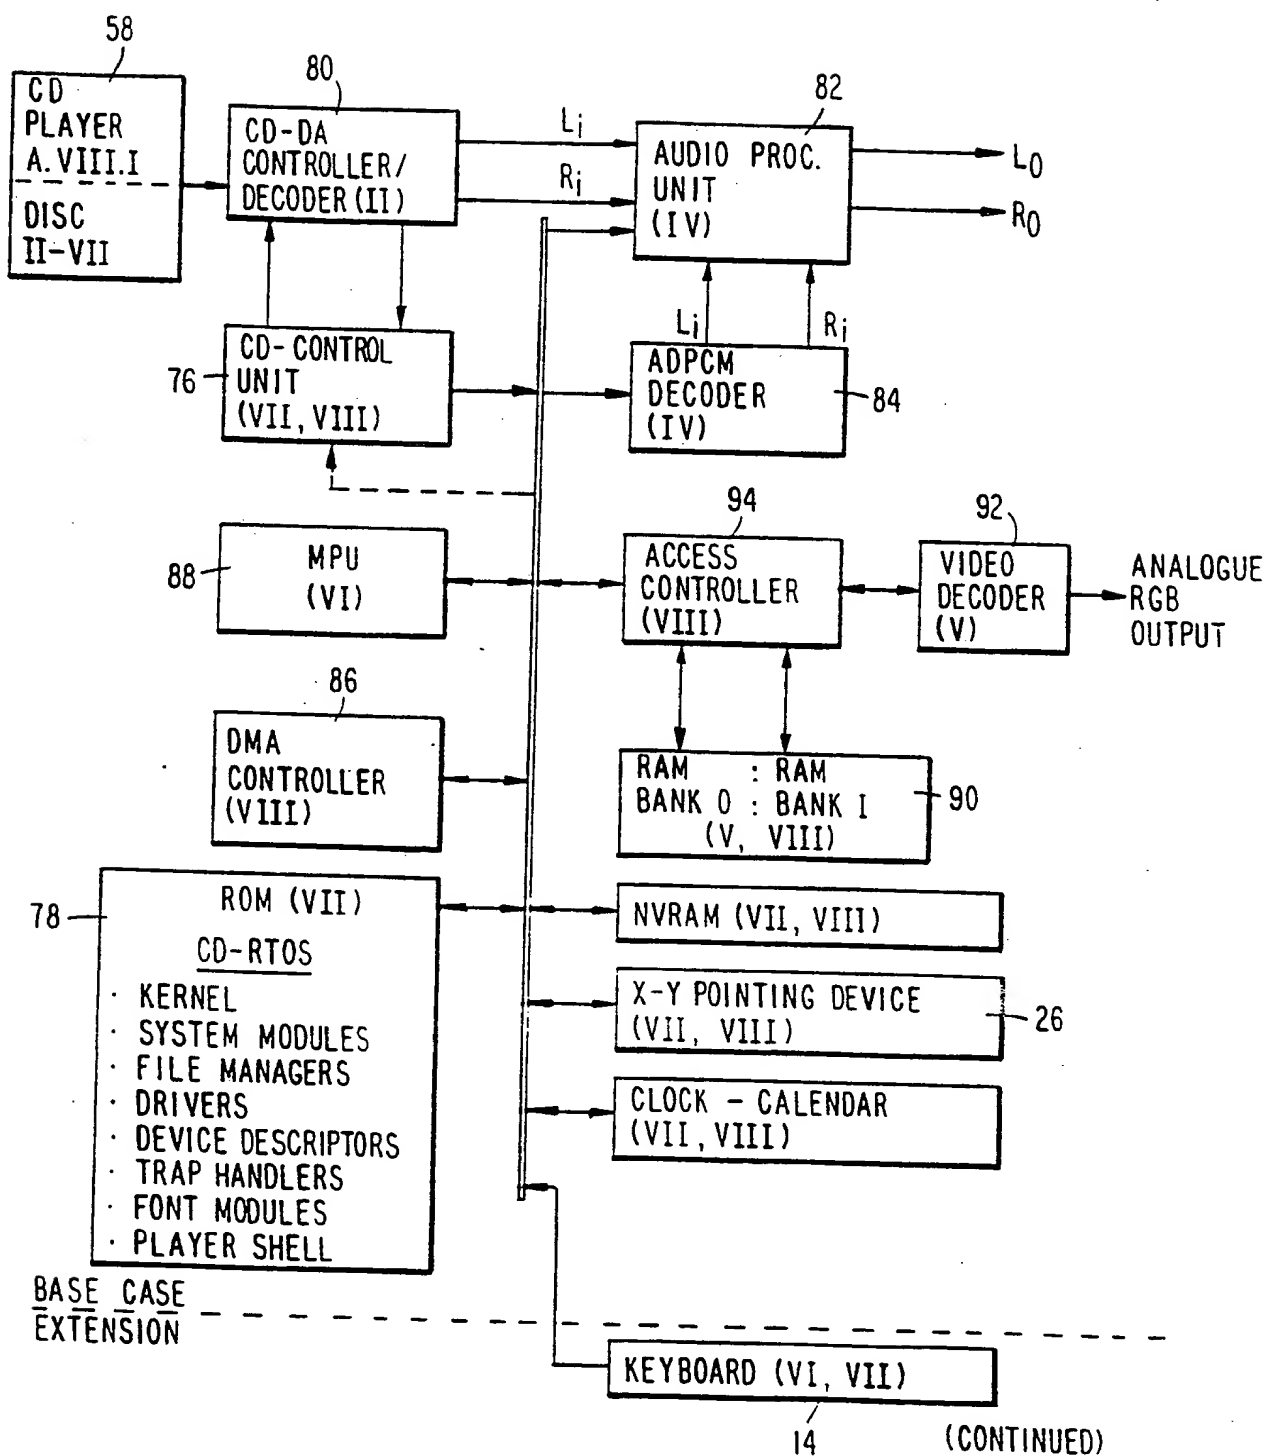 58
CD
PLAYER
A.VIII.I
DISC
II-VII
80
CD-DA
CONTROLLER/
DECODER (II)
Li
Ri
82
AUDIO PROC.
UNIT
(IV)
LO
RO
76
CD-CONTROL
UNIT
(VII, VIII)
Li
Ri
ADPCM
DECODER
(IV)
84
88
MPU
(VI)
94
ACCESS
CONTROLLER
(VIII)
92
VIDEO
DECODER
(V)
ANALOGUE
RGB
OUTPUT
86
DMA
CONTROLLER
(VIII)
RAM : RAM
BANK 0 : BANK I
(V, VIII)
90
78
ROM (VII)
CD-RTOS
· KERNEL
· SYSTEM MODULES
· FILE MANAGERS
· DRIVERS
· DEVICE DESCRIPTORS
· TRAP HANDLERS
· FONT MODULES
· PLAYER SHELL
NVRAM (VII, VIII)
X-Y POINTING DEVICE
(VII, VIII)
26
CLOCK - CALENDAR
(VII, VIII)
BASE CASE
EXTENSION
KEYBOARD (VI, VII)
14
(CONTINUED)